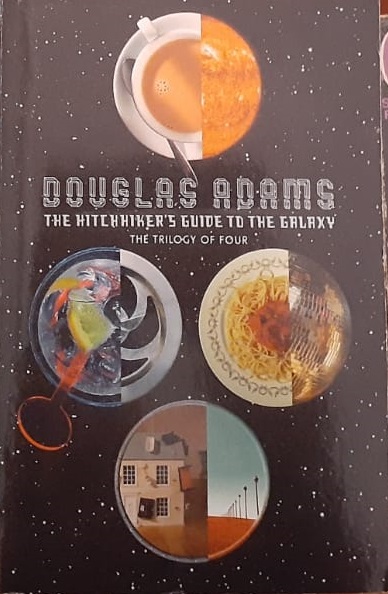 DOUGLAS ADAMS
THE HITCHHIKER'S GUIDE TO THE GALAXY
THE TRILOGY OF FOUR